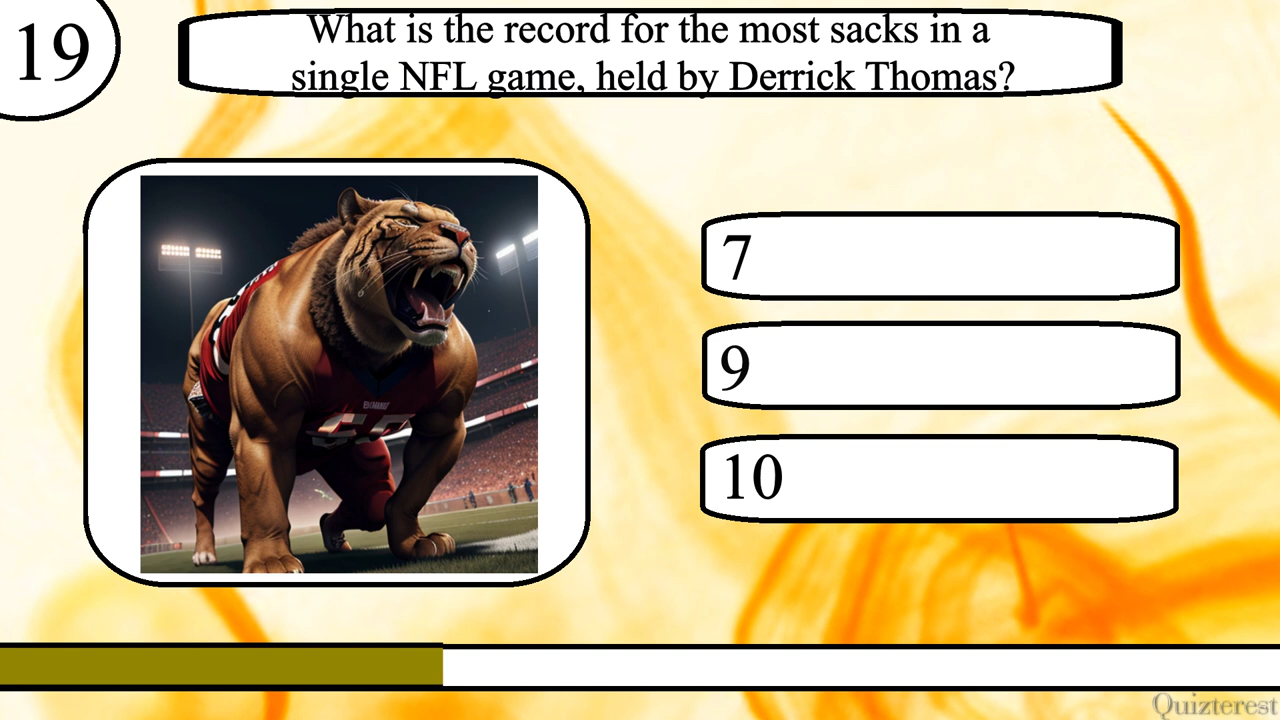 19
What is the record for the most sacks in a
single NFL game, held by Derrick Thomas?
7
9
10
Quizterest